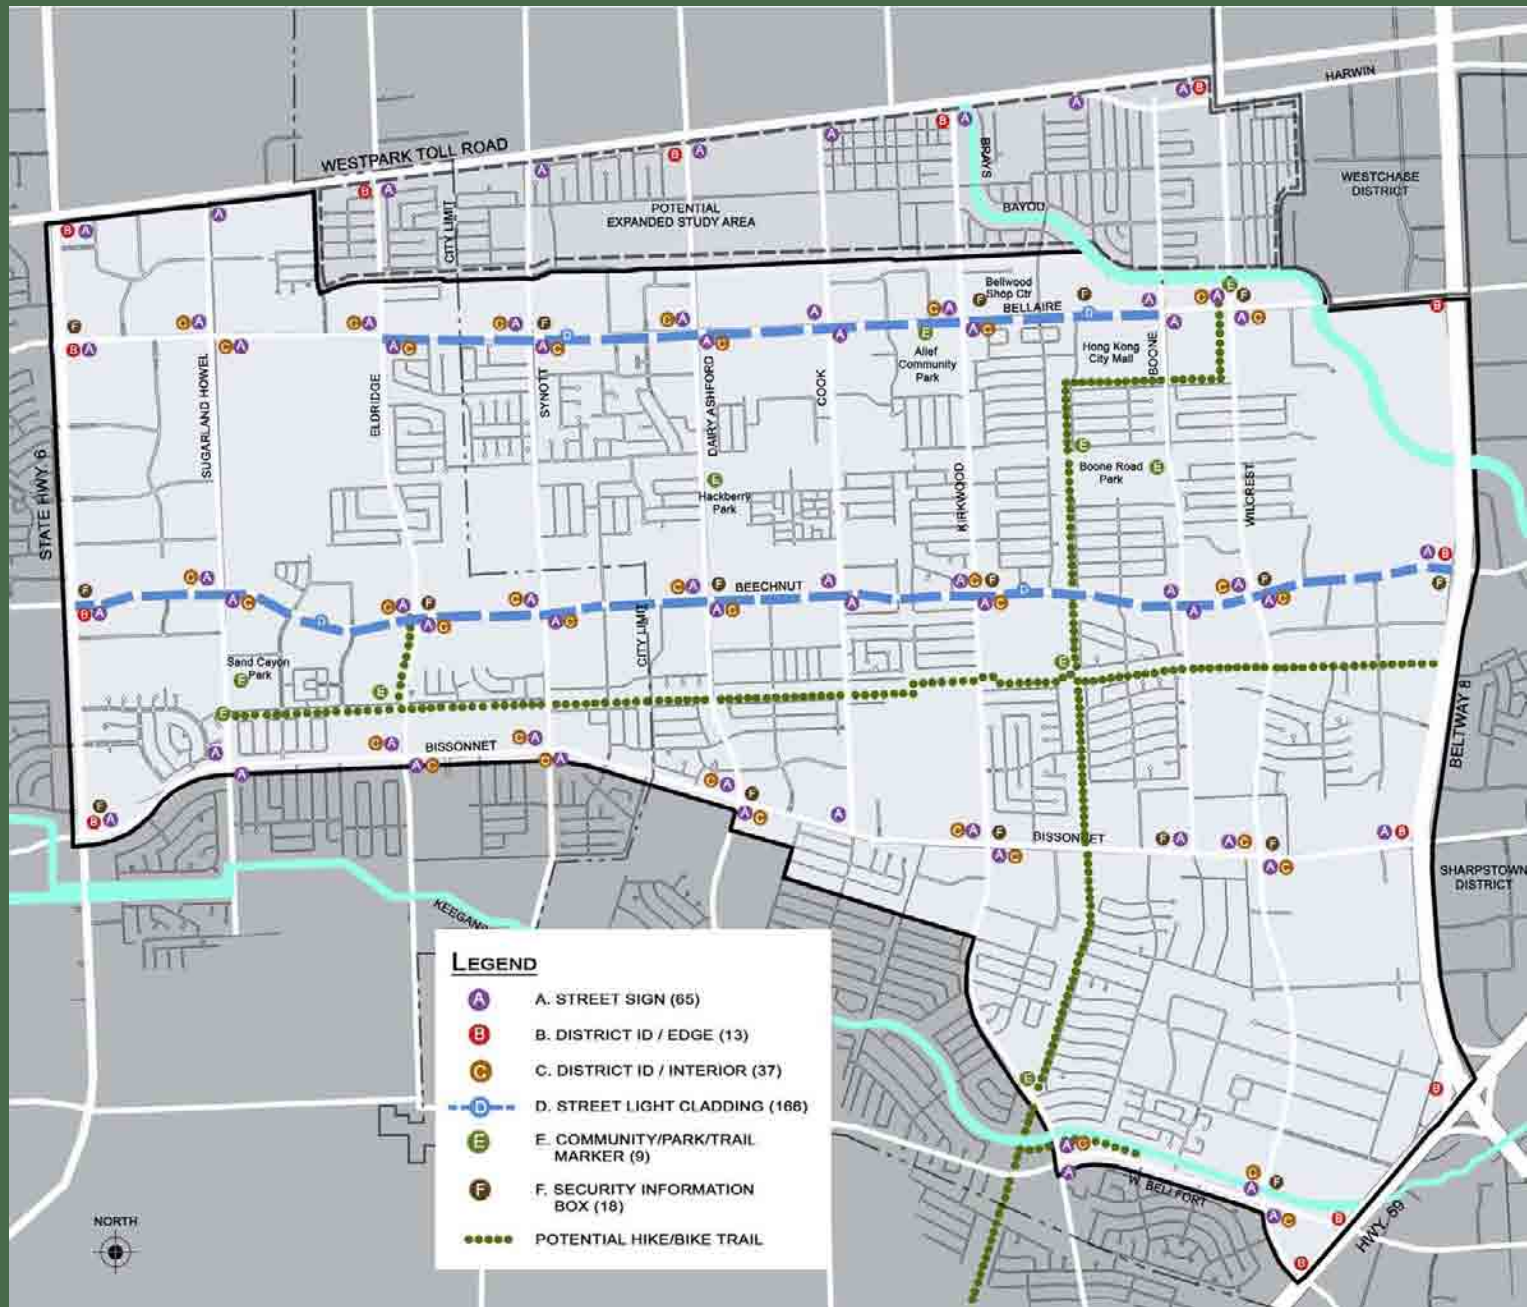 HARWIN
WESTPARK TOLL ROAD
BRAYS
BAYOU
WESTCHASE
DISTRICT
CITY LIMIT
POTENTIAL
EXPANDED STUDY AREA
Bellwood
Shop Ctr
BELLAIRE
Alief
Community
Park
Hong Kong
City Mall
BOONE
STATE HWY. 6
SUGARLAND HOWEL
ELDRIDGE
SYNOTT
DAIRY ASHFORD
COOK
KIRKWOOD
WILCREST
Hackberry
Park
Boone Road
Park
BEECHNUT
CITY LIMIT
Sand Cayon
Park
BISSONNET
BELTWAY 8
BISSONNET
SHARPSTOWN
DISTRICT
KEEGANS
W. BELLFORT
HWY. 59
LEGEND
A A. STREET SIGN (65)
B B. DISTRICT ID / EDGE (13)
C C. DISTRICT ID / INTERIOR (37)
D D. STREET LIGHT CLADDING (166)
E E. COMMUNITY/PARK/TRAIL
MARKER (9)
F F. SECURITY INFORMATION
BOX (18)
POTENTIAL HIKE/BIKE TRAIL
NORTH